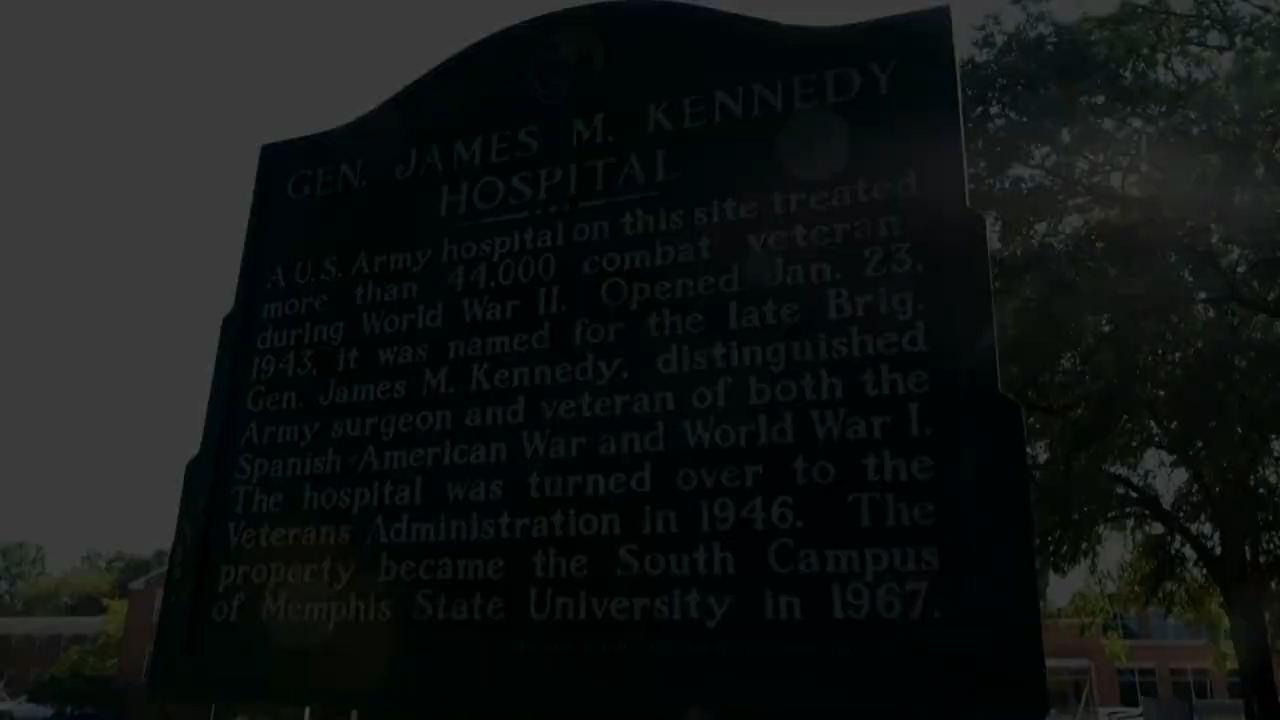 GEN. JAMES M. KENNEDY
HOSPITAL
A U.S. Army hospital on this site treated
more than 44,000 combat veteran
during World War II. Opened Jan. 23,
1943, it was named for the late Brig.
Gen. James M. Kennedy, distinguished
Army surgeon and veteran of both the
Spanish-American War and World War I.
The hospital was turned over to the
Veterans Administration in 1946. The
property became the South Campus
of Memphis State University in 1967.